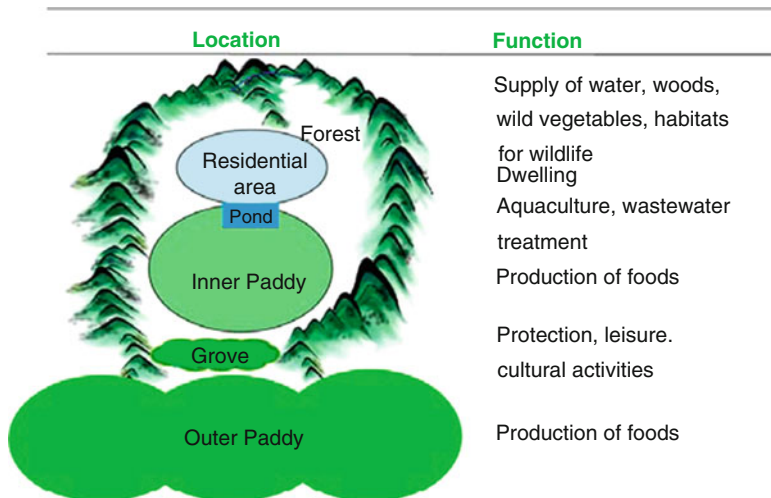 Location Function
Supply of water, woods,
wild vegetables, habitats
for wildlife
Forest
Residential
area
Dwelling
Pond
Aquaculture, wastewater
treatment
Inner Paddy
Production of foods
Grove
Protection, leisure.
cultural activities
Outer Paddy
Production of foods